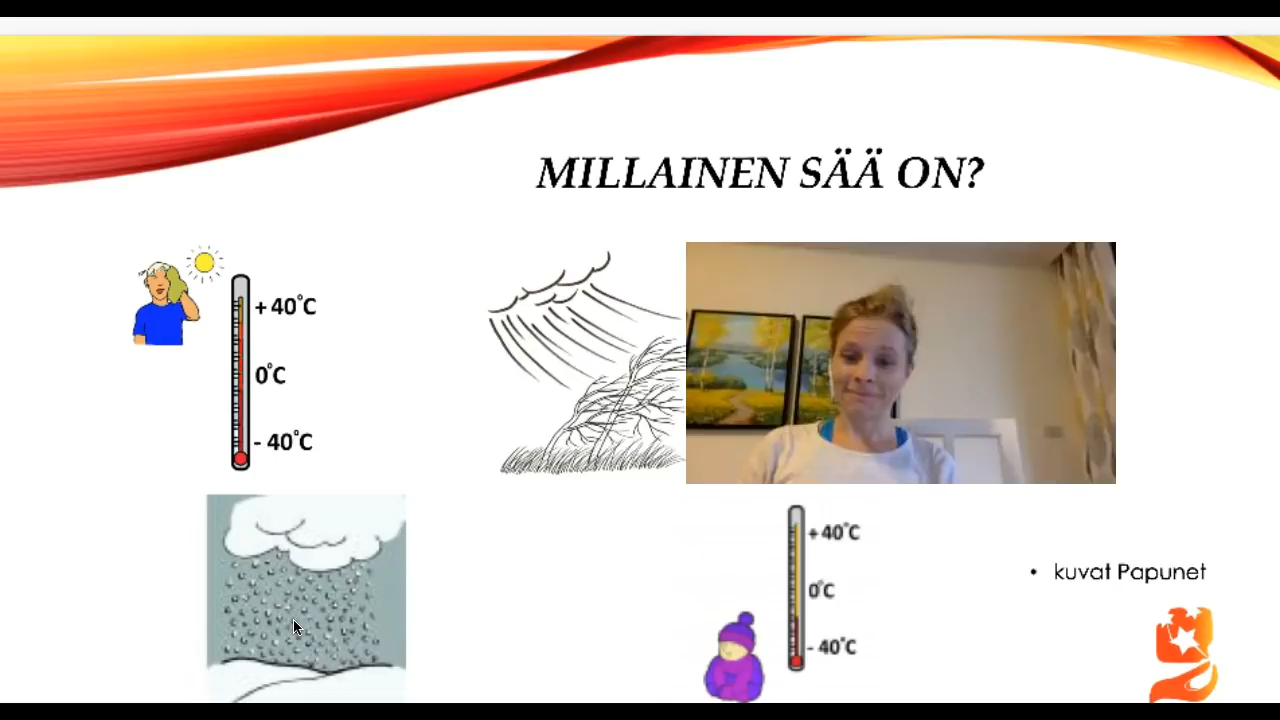 MILLAINEN SÄÄ ON?
+ 40°C
0°C
- 40°C
+ 40°C
0°C
- 40°C
• kuvat Papunet